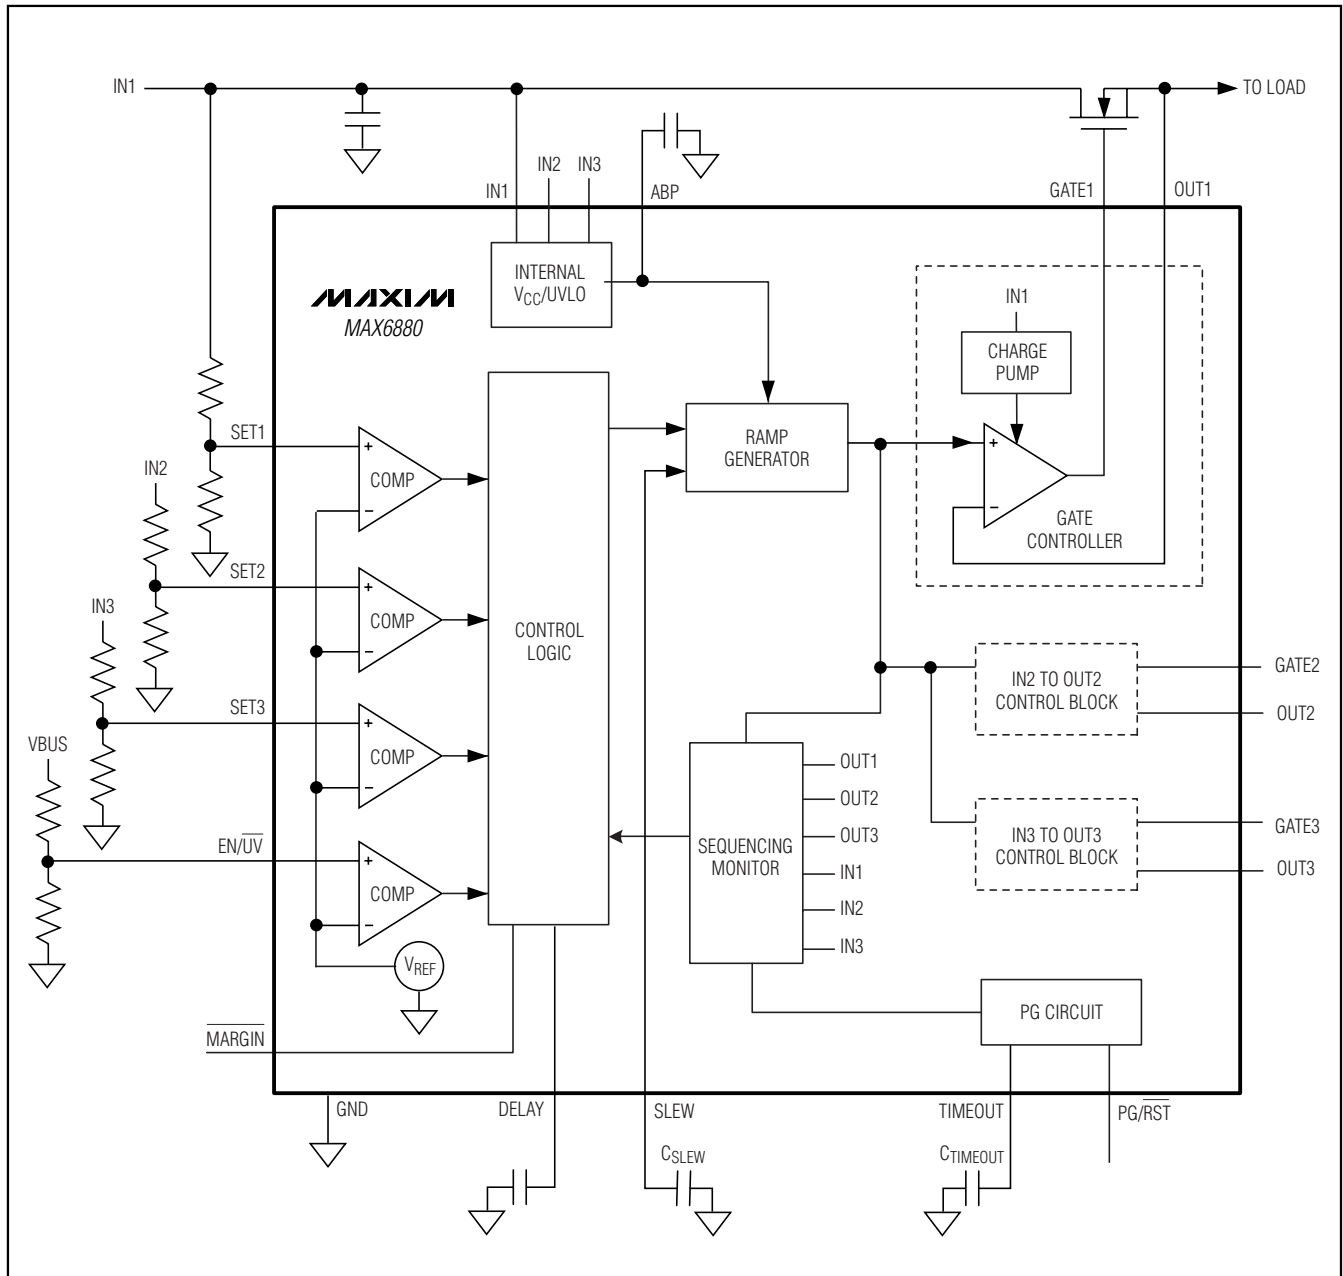 IN1
TO LOAD
IN2
IN3
IN1
ABP
GATE1
OUT1
INTERNAL
VCC/UVLO
MAXIM
MAX6880
IN1
CHARGE
PUMP
RAMP
GENERATOR
+
−
GATE
CONTROLLER
SET1
+
COMP
−
IN2
SET2
+
COMP
−
CONTROL
LOGIC
IN3
SET3
+
COMP
−
VBUS
EN/U̅V̅
+
COMP
−
VREF
IN2 TO OUT2
CONTROL BLOCK
GATE2
OUT2
SEQUENCING
MONITOR
OUT1
OUT2
OUT3
IN1
IN2
IN3
IN3 TO OUT3
CONTROL BLOCK
GATE3
OUT3
PG CIRCUIT
M̅A̅R̅G̅I̅N̅
GND
DELAY
SLEW
TIMEOUT
PG/R̅S̅T̅
CSLEW
CTIMEOUT